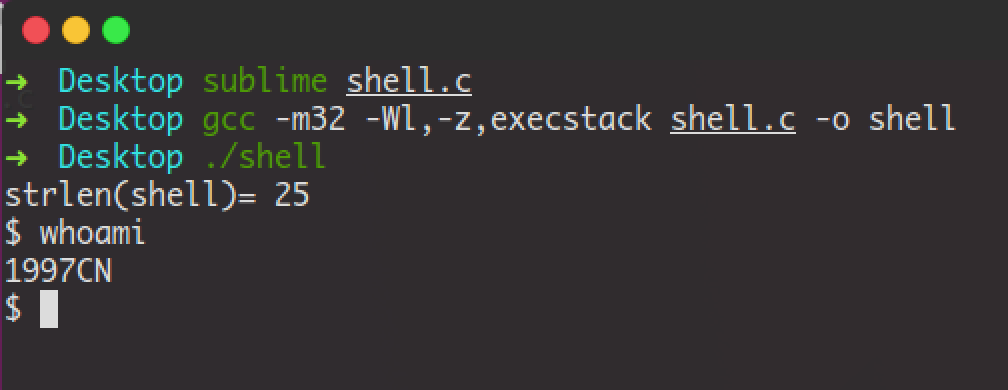 → Desktop sublime shell.c
→ Desktop gcc -m32 -Wl,-z,execstack shell.c -o shell
→ Desktop ./shell
strlen(shell)= 25
$ whoami
1997CN
$